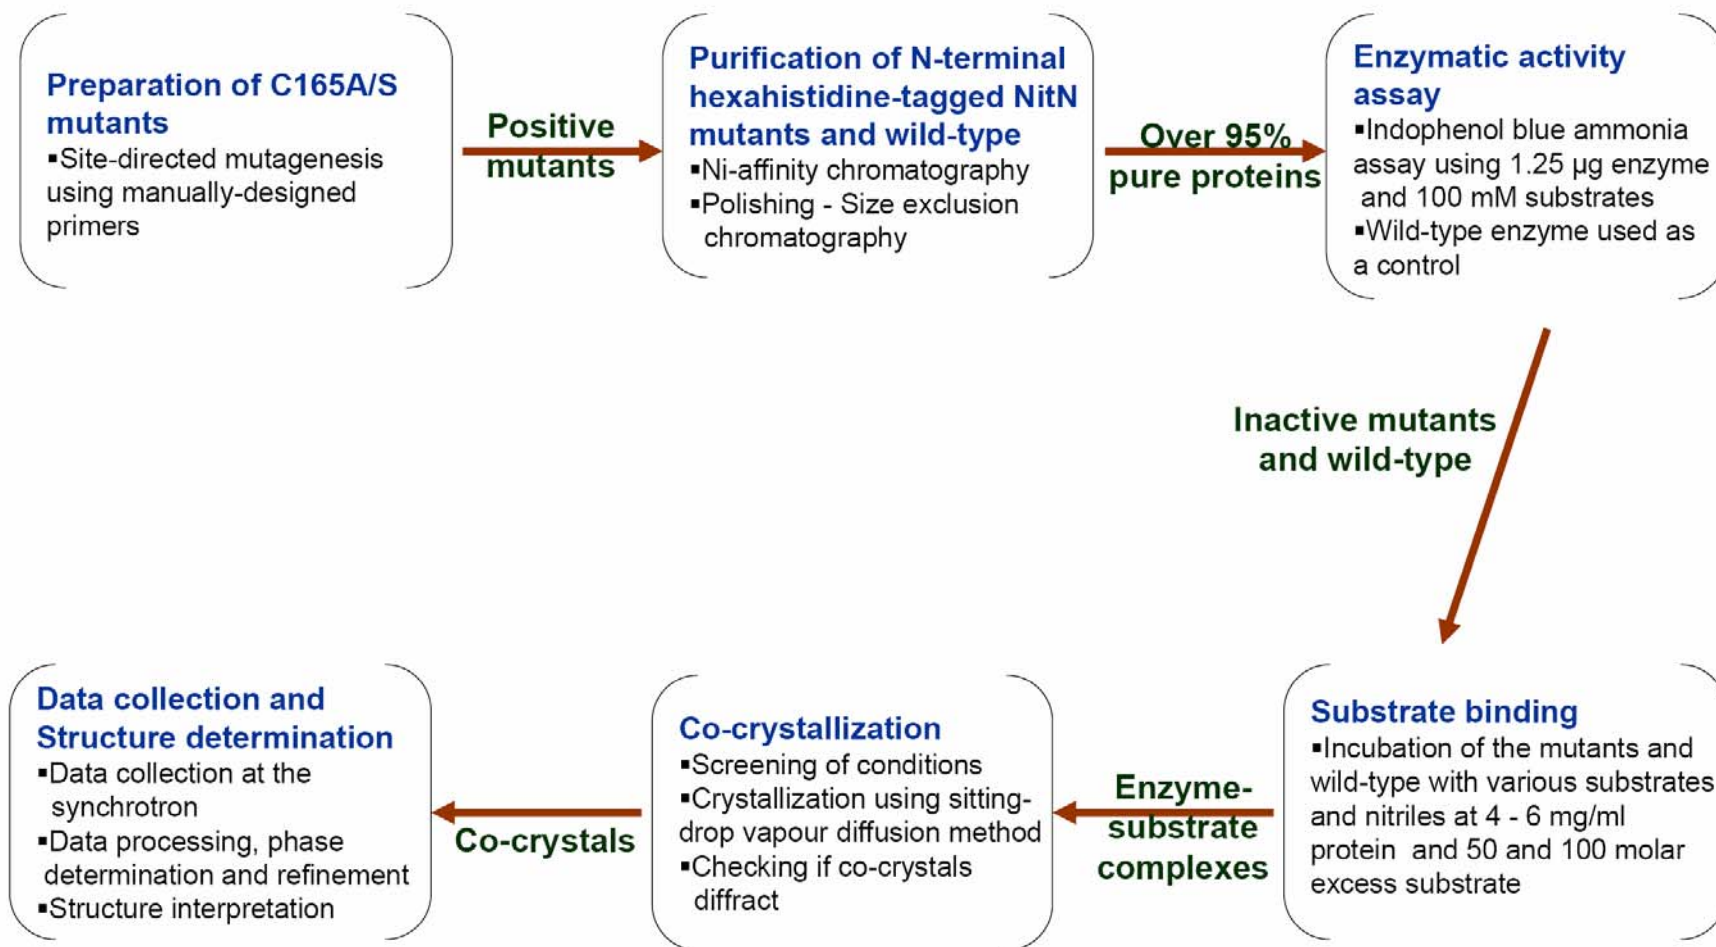 Preparation of C165A/S
mutants
▪Site-directed mutagenesis
using manually-designed
primers
Positive
mutants
Purification of N-terminal
hexahistidine-tagged NitN
mutants and wild-type
▪Ni-affinity chromatography
▪Polishing - Size exclusion
chromatography
Over 95%
pure proteins
Enzymatic activity
assay
▪Indophenol blue ammonia
assay using 1.25 µg enzyme
and 100 mM substrates
▪Wild-type enzyme used as
a control
Inactive mutants
and wild-type
Substrate binding
▪Incubation of the mutants and
wild-type with various substrates
and nitriles at 4 - 6 mg/ml
protein and 50 and 100 molar
excess substrate
Enzyme-
substrate
complexes
Co-crystallization
▪Screening of conditions
▪Crystallization using sitting-
drop vapour diffusion method
▪Checking if co-crystals
diffract
Co-crystals
Data collection and
Structure determination
▪Data collection at the
synchrotron
▪Data processing, phase
determination and refinement
▪Structure interpretation